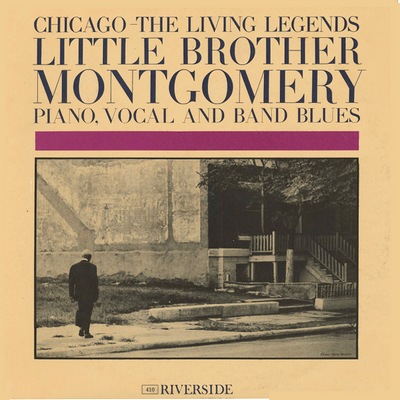 CHICAGO–THE LIVING LEGENDS
LITTLE BROTHER
MONTGOMERY
PIANO, VOCAL AND BAND BLUES
410 RIVERSIDE